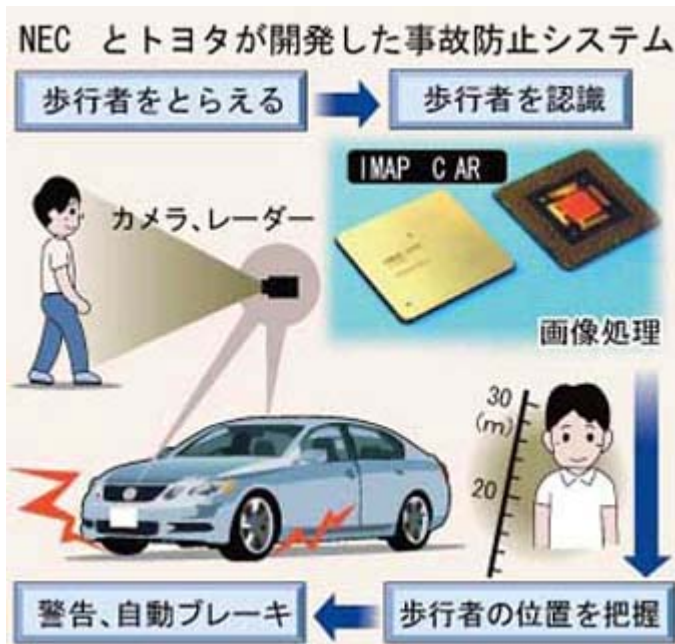 NEC とトヨタが開発した事故防止システム
歩行者をとらえる
歩行者を認識
IMAP CAR
カメラ、レーダー
画像処理
30
(m)
20
警告、自動ブレーキ
歩行者の位置を把握